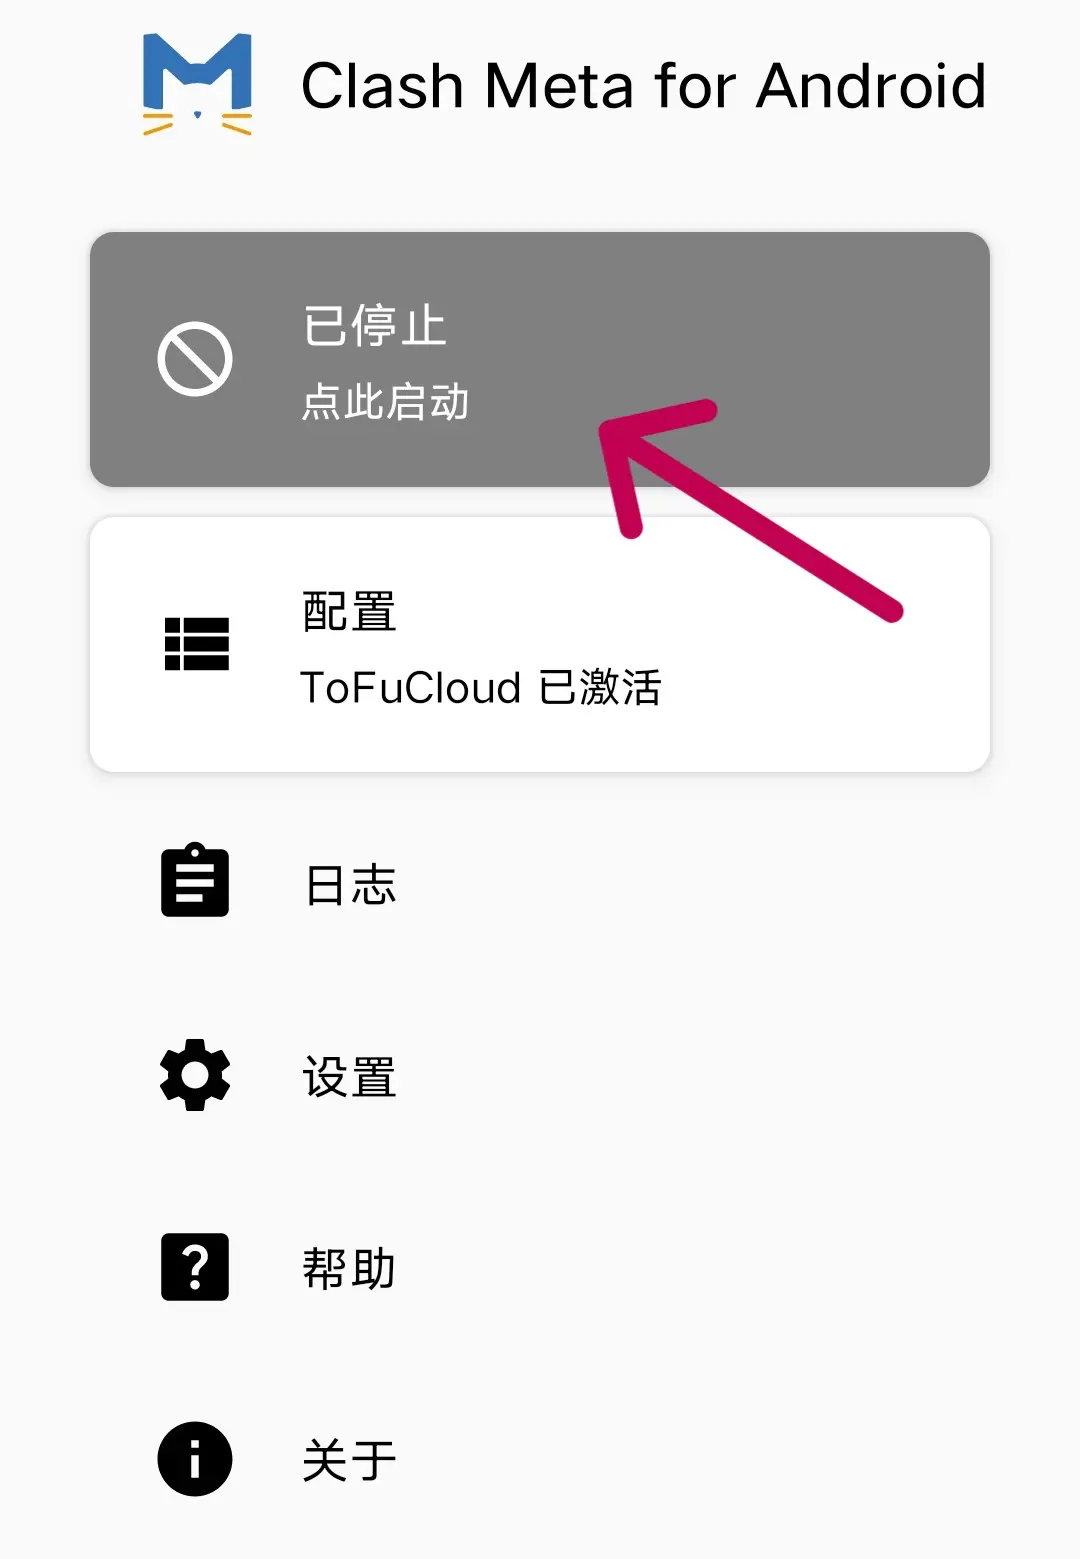 Clash Meta for Android
已停止
点此启动
配置
ToFuCloud 已激活
日志
设置
帮助
关于